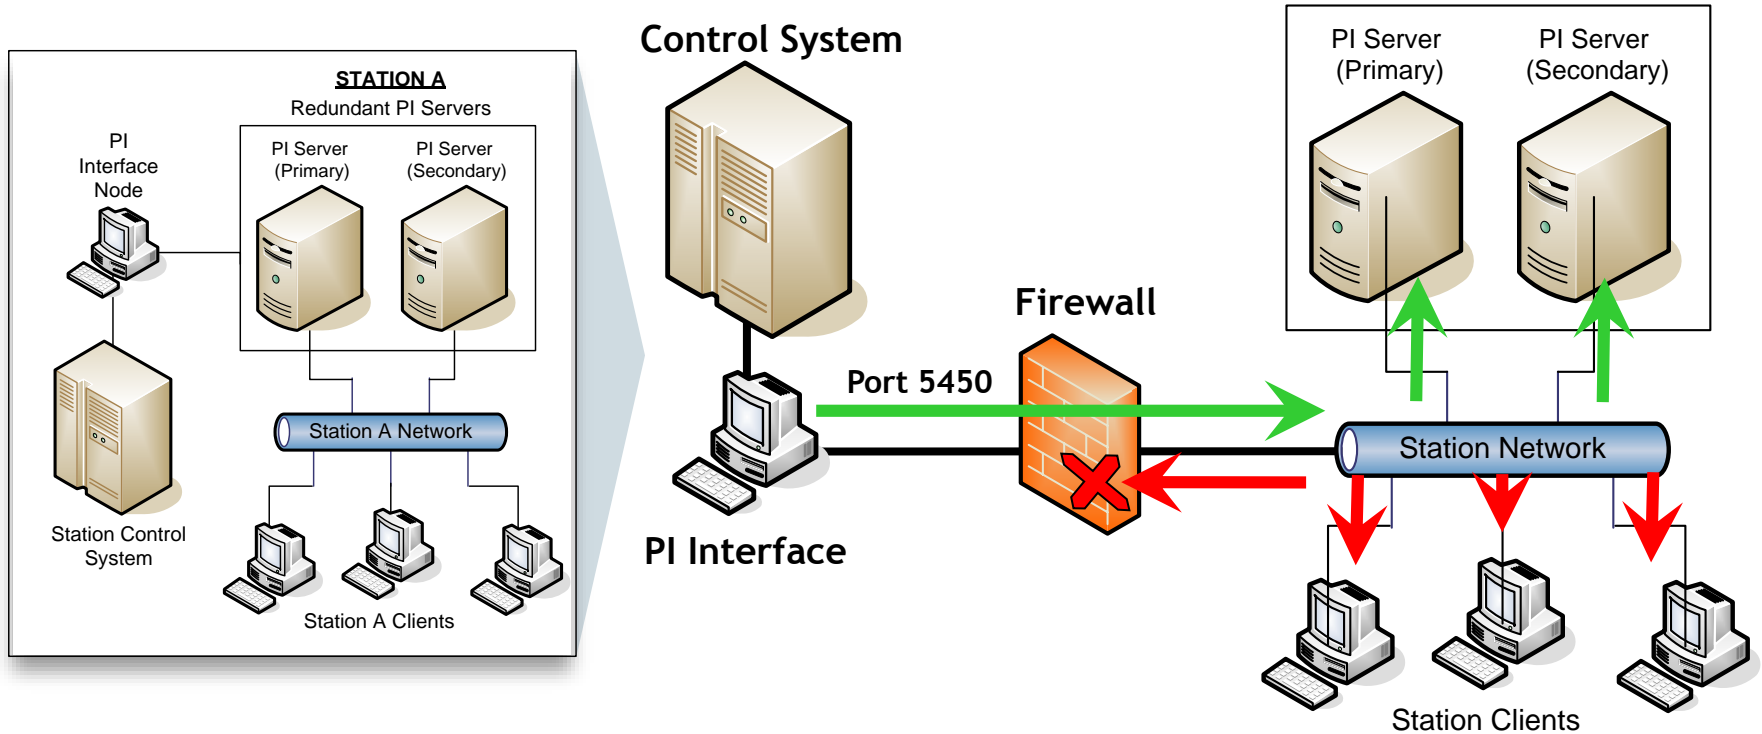 STATION A
Redundant PI Servers
PI
Interface
Node
PI Server
(Primary)
PI Server
(Secondary)
Station A Network
Station Control
System
Station A Clients
Control System
PI Interface
Port 5450
Firewall
PI Server
(Primary)
PI Server
(Secondary)
Station Network
Station Clients